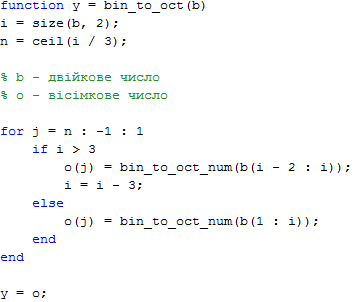 function y = bin_to_oct(b)
i = size(b, 2);
n = ceil(i / 3);
% b - двійкове число
% o - вісімкове число
for j = n : -1 : 1
if i > 3
o(j) = bin_to_oct_num(b(i - 2 : i));
i = i - 3;
else
o(j) = bin_to_oct_num(b(1 : i));
end
end
y = o;